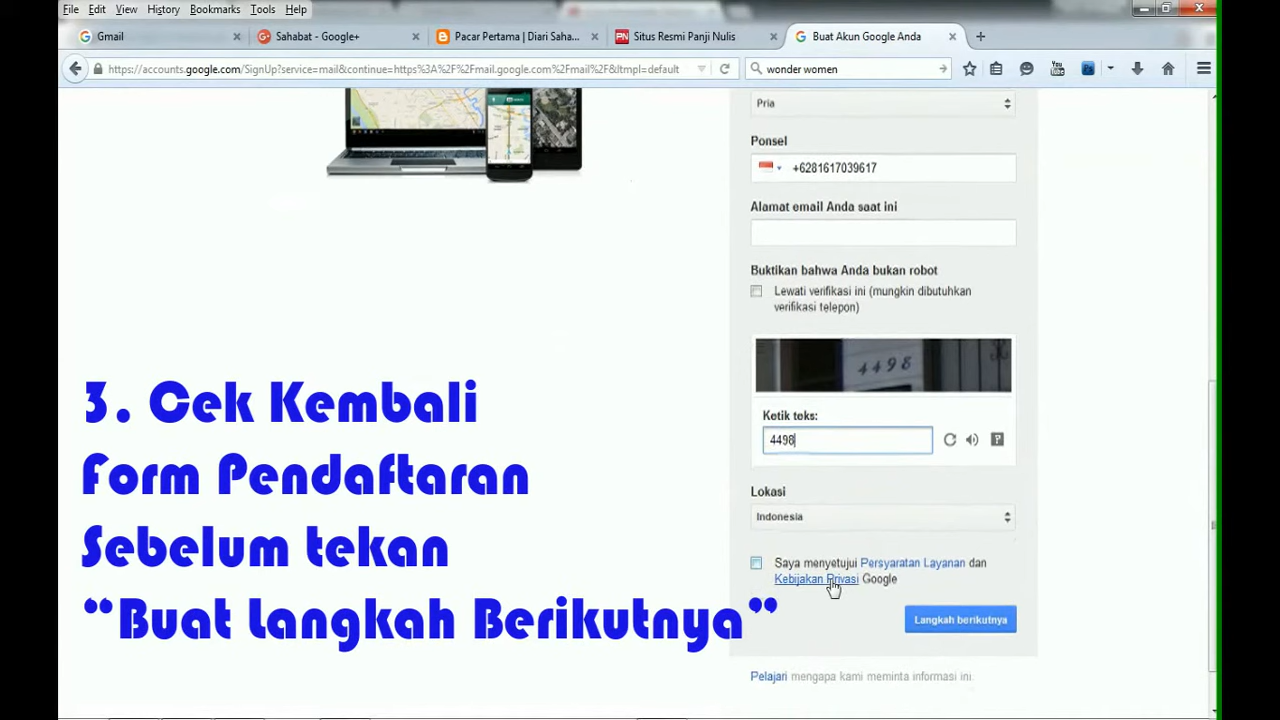 File Edit View History Bookmarks Tools Help
Gmail
Sahabat - Google+
Pacar Pertama | Diari Saha...
Situs Resmi Panji Nulis
Buat Akun Google Anda
https://accounts.google.com/SignUp?service=mail&continue=https%3A%2F%2Fmail.google.com%2Fmail%2F&ltmpl=default
wonder women
Pria
Ponsel
+6281617039617
Alamat email Anda saat ini
Buktikan bahwa Anda bukan robot
Lewati verifikasi ini (mungkin dibutuhkan
verifikasi telepon)
4498
Ketik teks:
4498
Lokasi
Indonesia
Saya menyetujui Persyaratan Layanan dan
Kebijakan Privasi Google
Langkah berikutnya
Pelajari mengapa kami meminta informasi ini.
3. Cek Kembali
Form Pendaftaran
Sebelum tekan
“Buat Langkah Berikutnya”